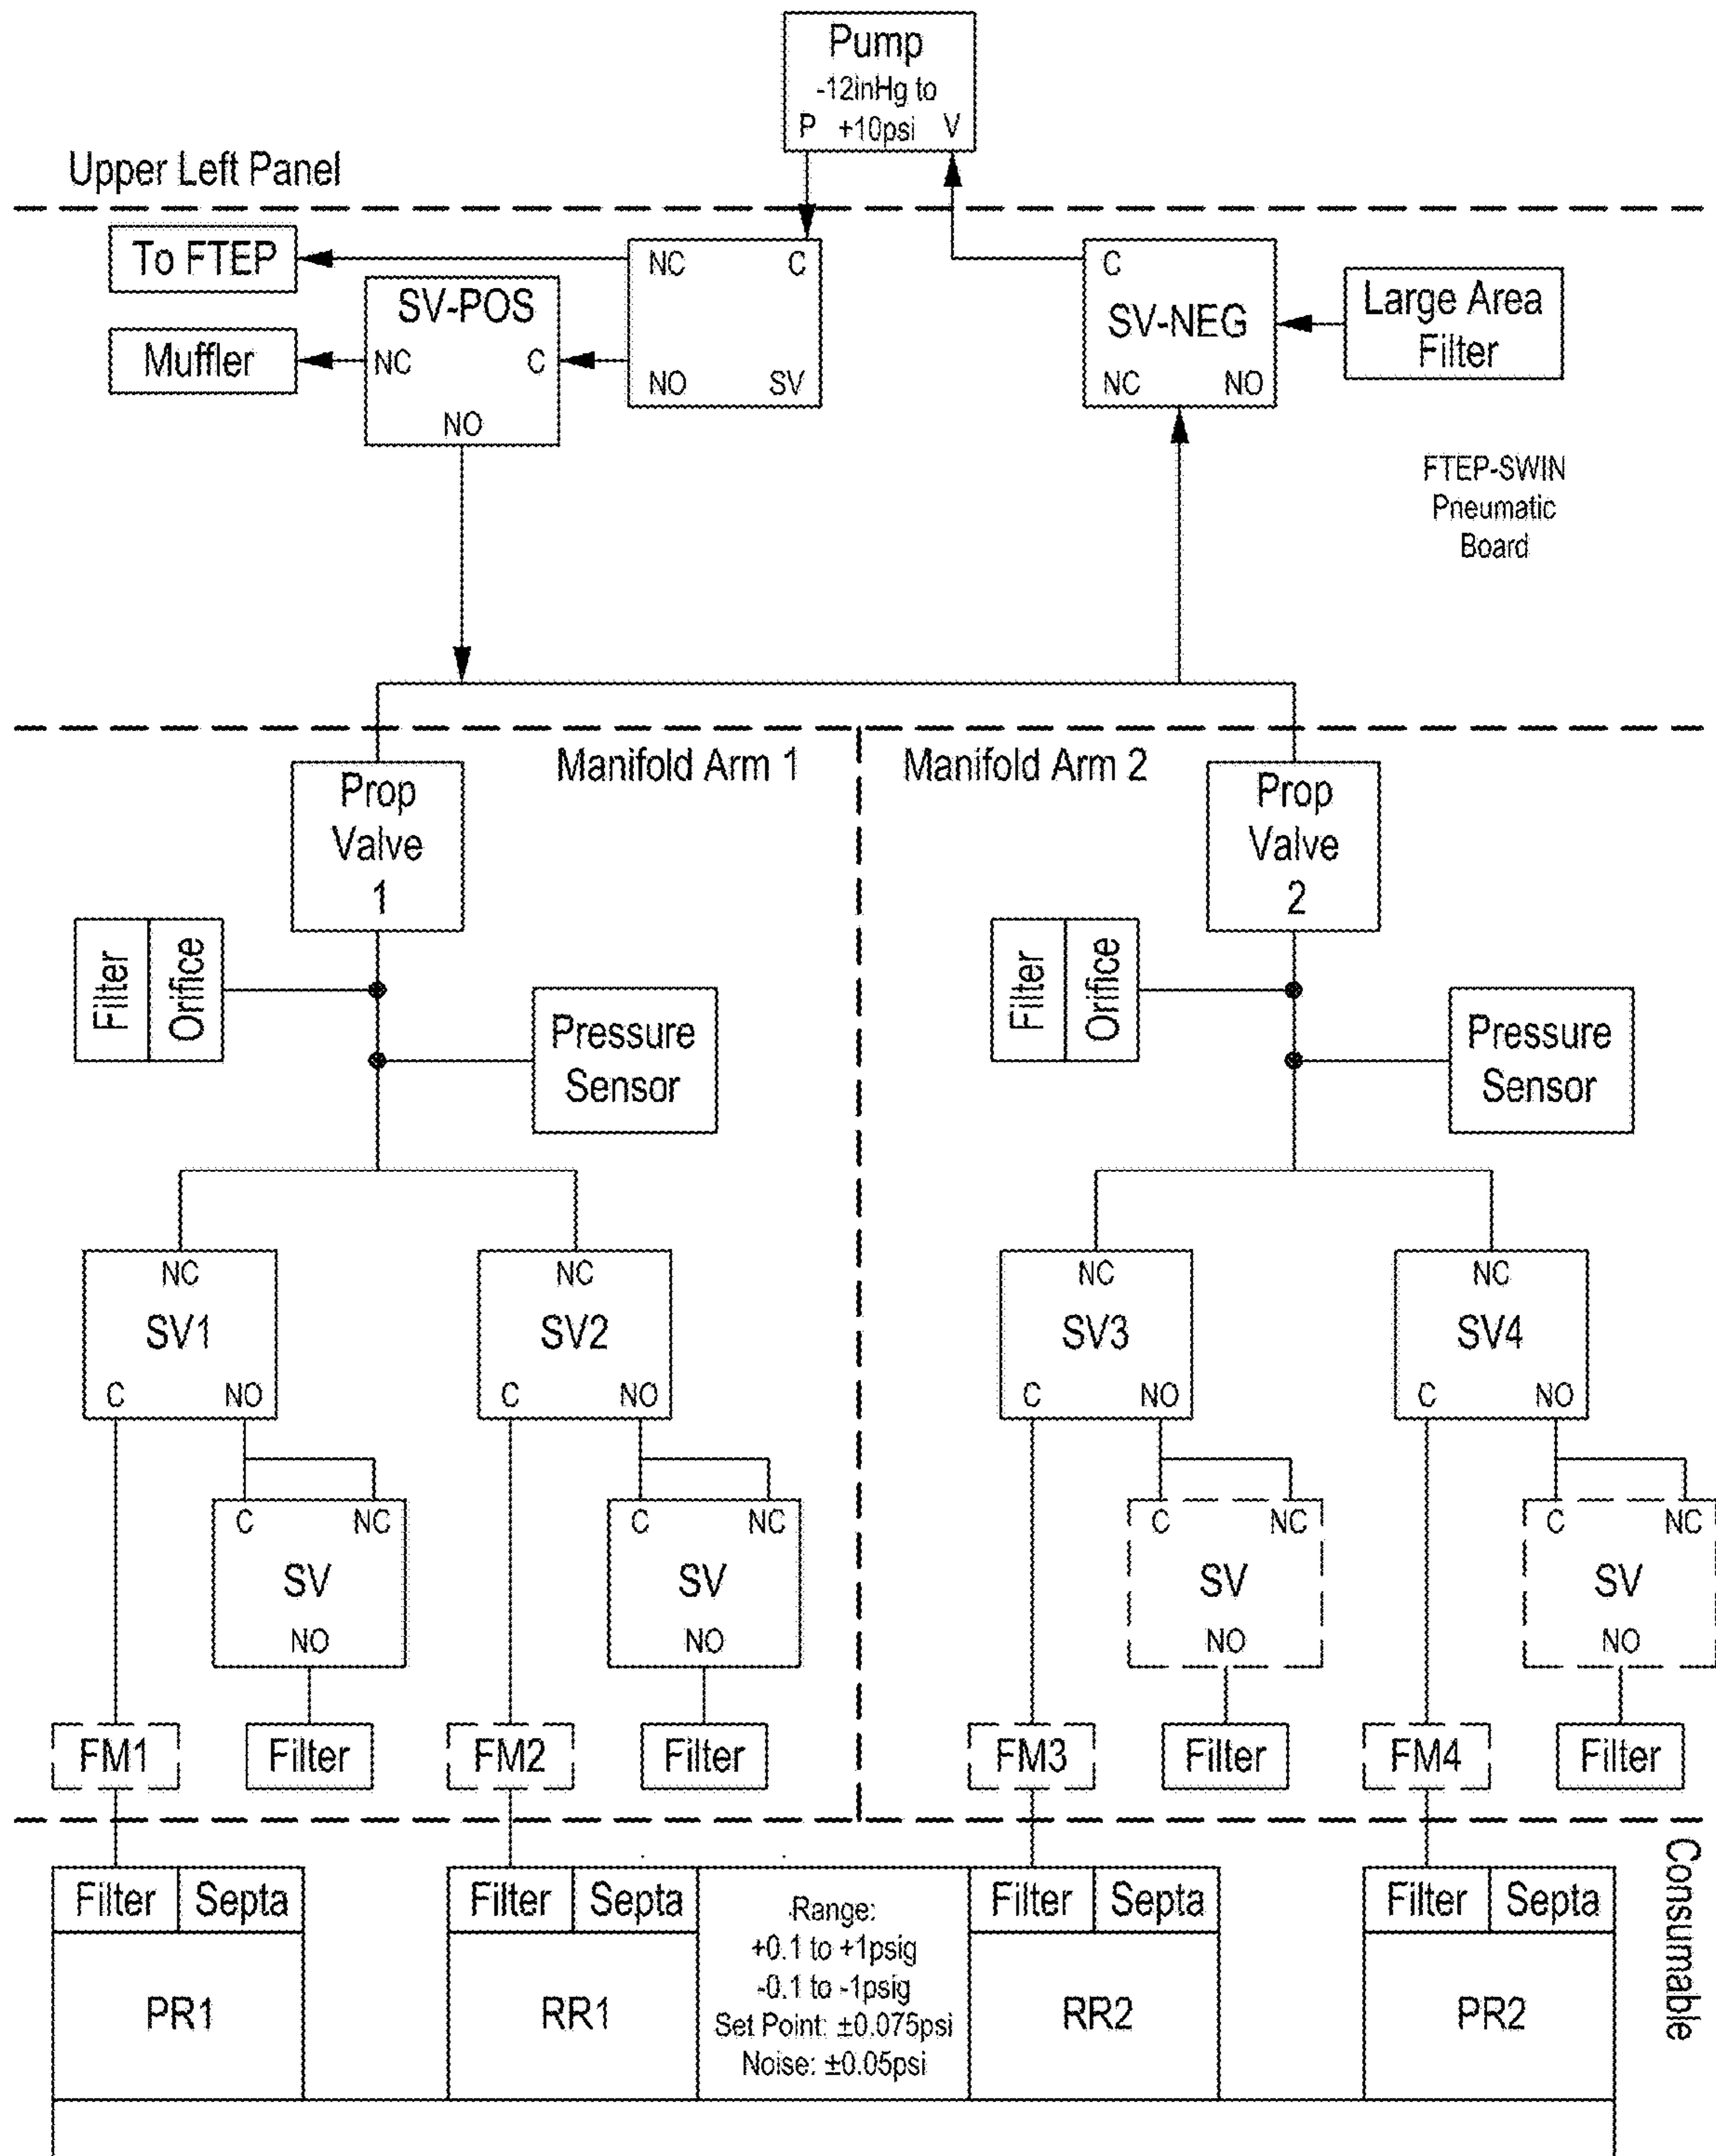 Pump
-12inHg to
P +10psi V
Upper Left Panel
To FTEP
NC C
C
SV-POS
SV-NEG
Large Area
Filter
Muffler
NC C
NO SV
NC NO
NO
FTEP-SWIN
Pneumatic
Board
Manifold Arm 1
Manifold Arm 2
Prop
Valve
1
Prop
Valve
2
Filter
Orifice
Pressure
Sensor
Filter
Orifice
Pressure
Sensor
NC
SV1
C NO
NC
SV2
C NO
NC
SV3
C NO
NC
SV4
C NO
C NC
SV
NO
C NC
SV
NO
C NC
SV
NO
C NC
SV
NO
FM1
Filter
FM2
Filter
FM3
Filter
FM4
Filter
Consumable
Filter Septa
PR1
Filter Septa
RR1
Range:
+0.1 to +1psig
-0.1 to -1psig
Set Point: ±0.075psi
Noise: ±0.05psi
Filter Septa
RR2
Filter Septa
PR2